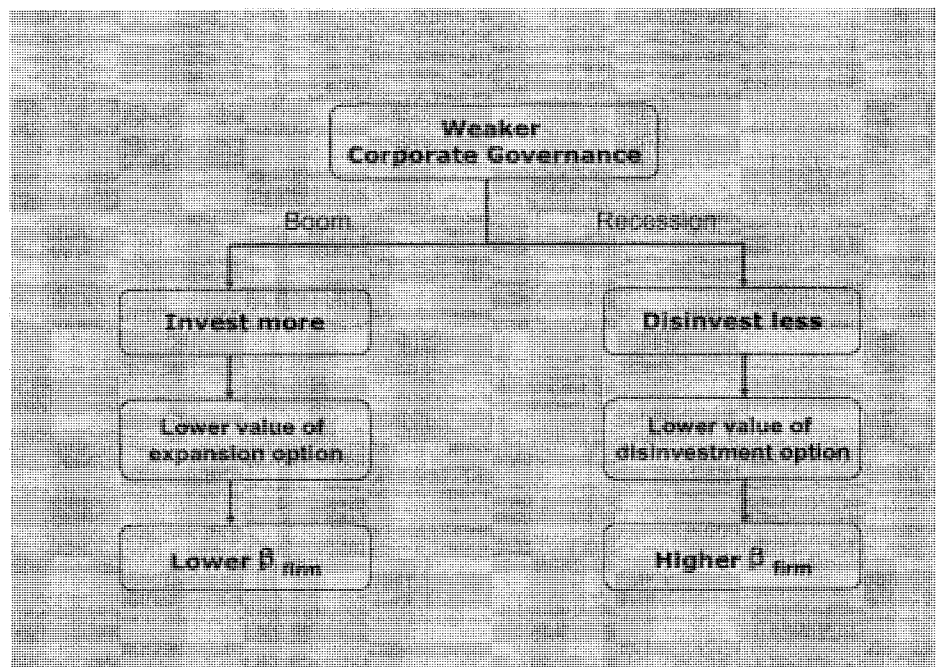 Weaker
Corporate Governance
Boom
Recession
Invest more
Disinvest less
Lower value of
expansion option
Lower value of
disinvestment option
Lower β firm
Higher β firm